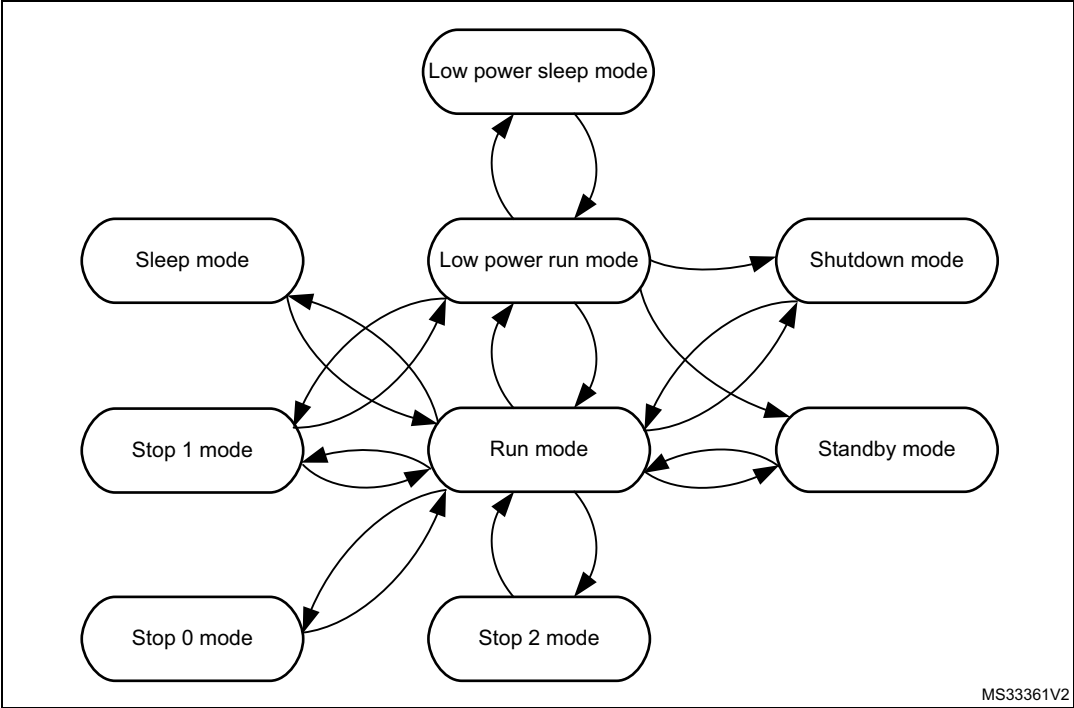 Low power sleep mode
Sleep mode
Low power run mode
Shutdown mode
Stop 1 mode
Run mode
Standby mode
Stop 0 mode
Stop 2 mode
MS33361V2